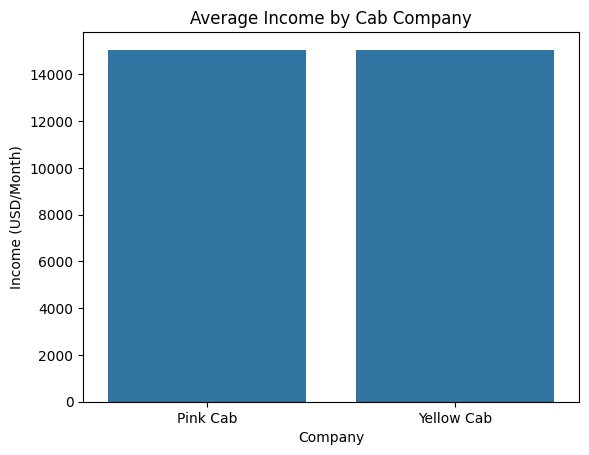 Average Income by Cab Company
Income (USD/Month)
14000
12000
10000
8000
6000
4000
2000
0
Pink Cab
Yellow Cab
Company